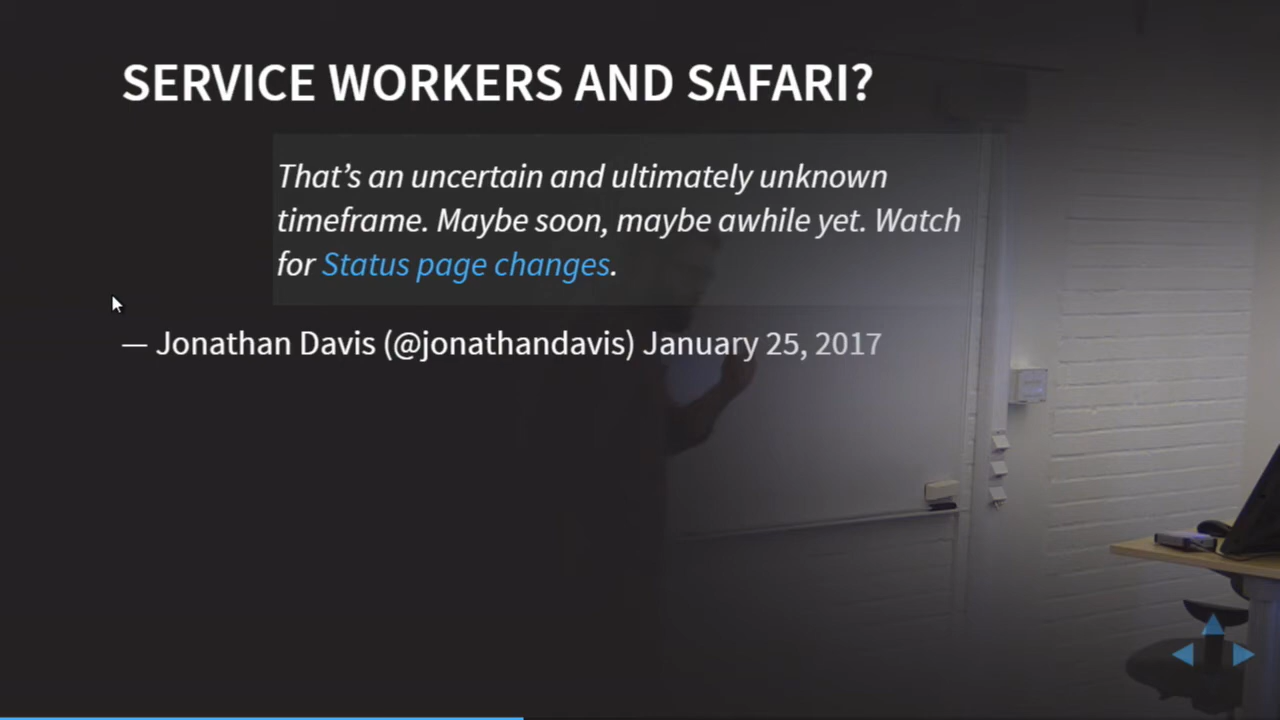 SERVICE WORKERS AND SAFARI?
That’s an uncertain and ultimately unknown
timeframe. Maybe soon, maybe awhile yet. Watch
for Status page changes.
— Jonathan Davis (@jonathandavis) January 25, 2017